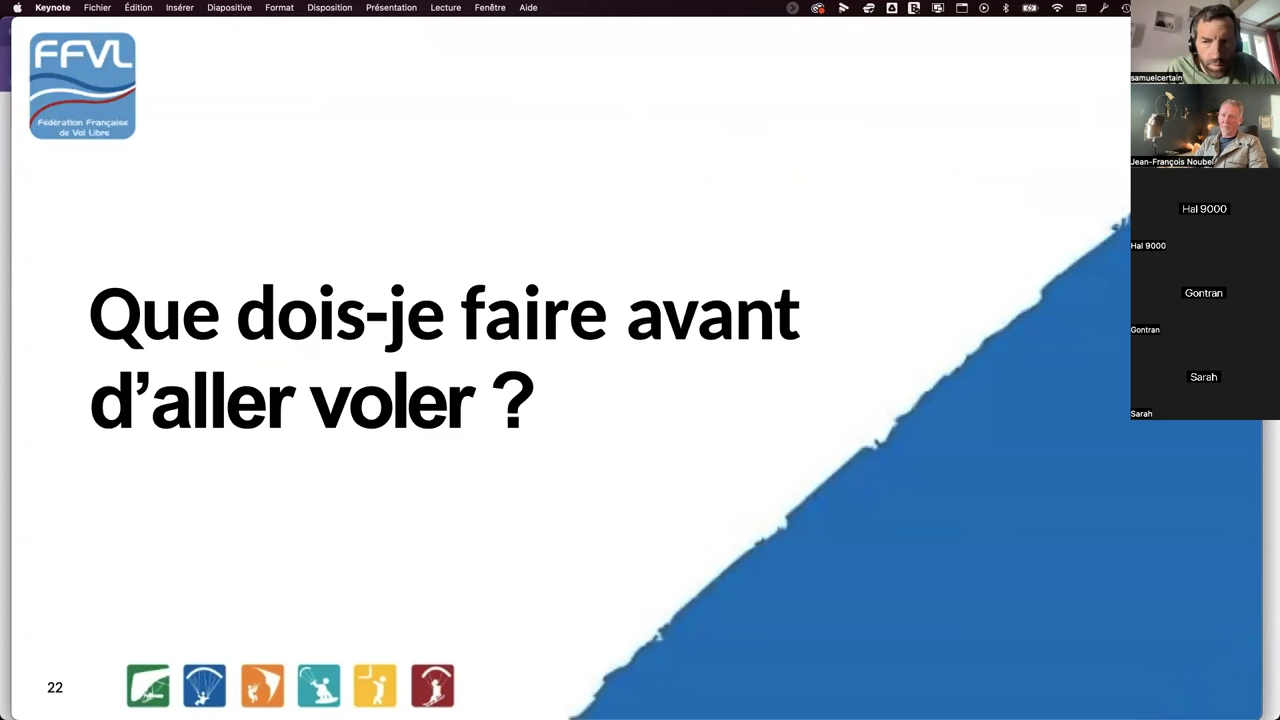 Keynote Fichier Édition Insérer Diapositive Format Disposition Présentation Lecture Fenêtre Aide
FFVL
Fédération Française
de Vol Libre
Que dois-je faire avant
d’aller voler ?
22
samuelcertain
Jean-François Noubel
Hal 9000
Hal 9000
Gontran
Gontran
Sarah
Sarah